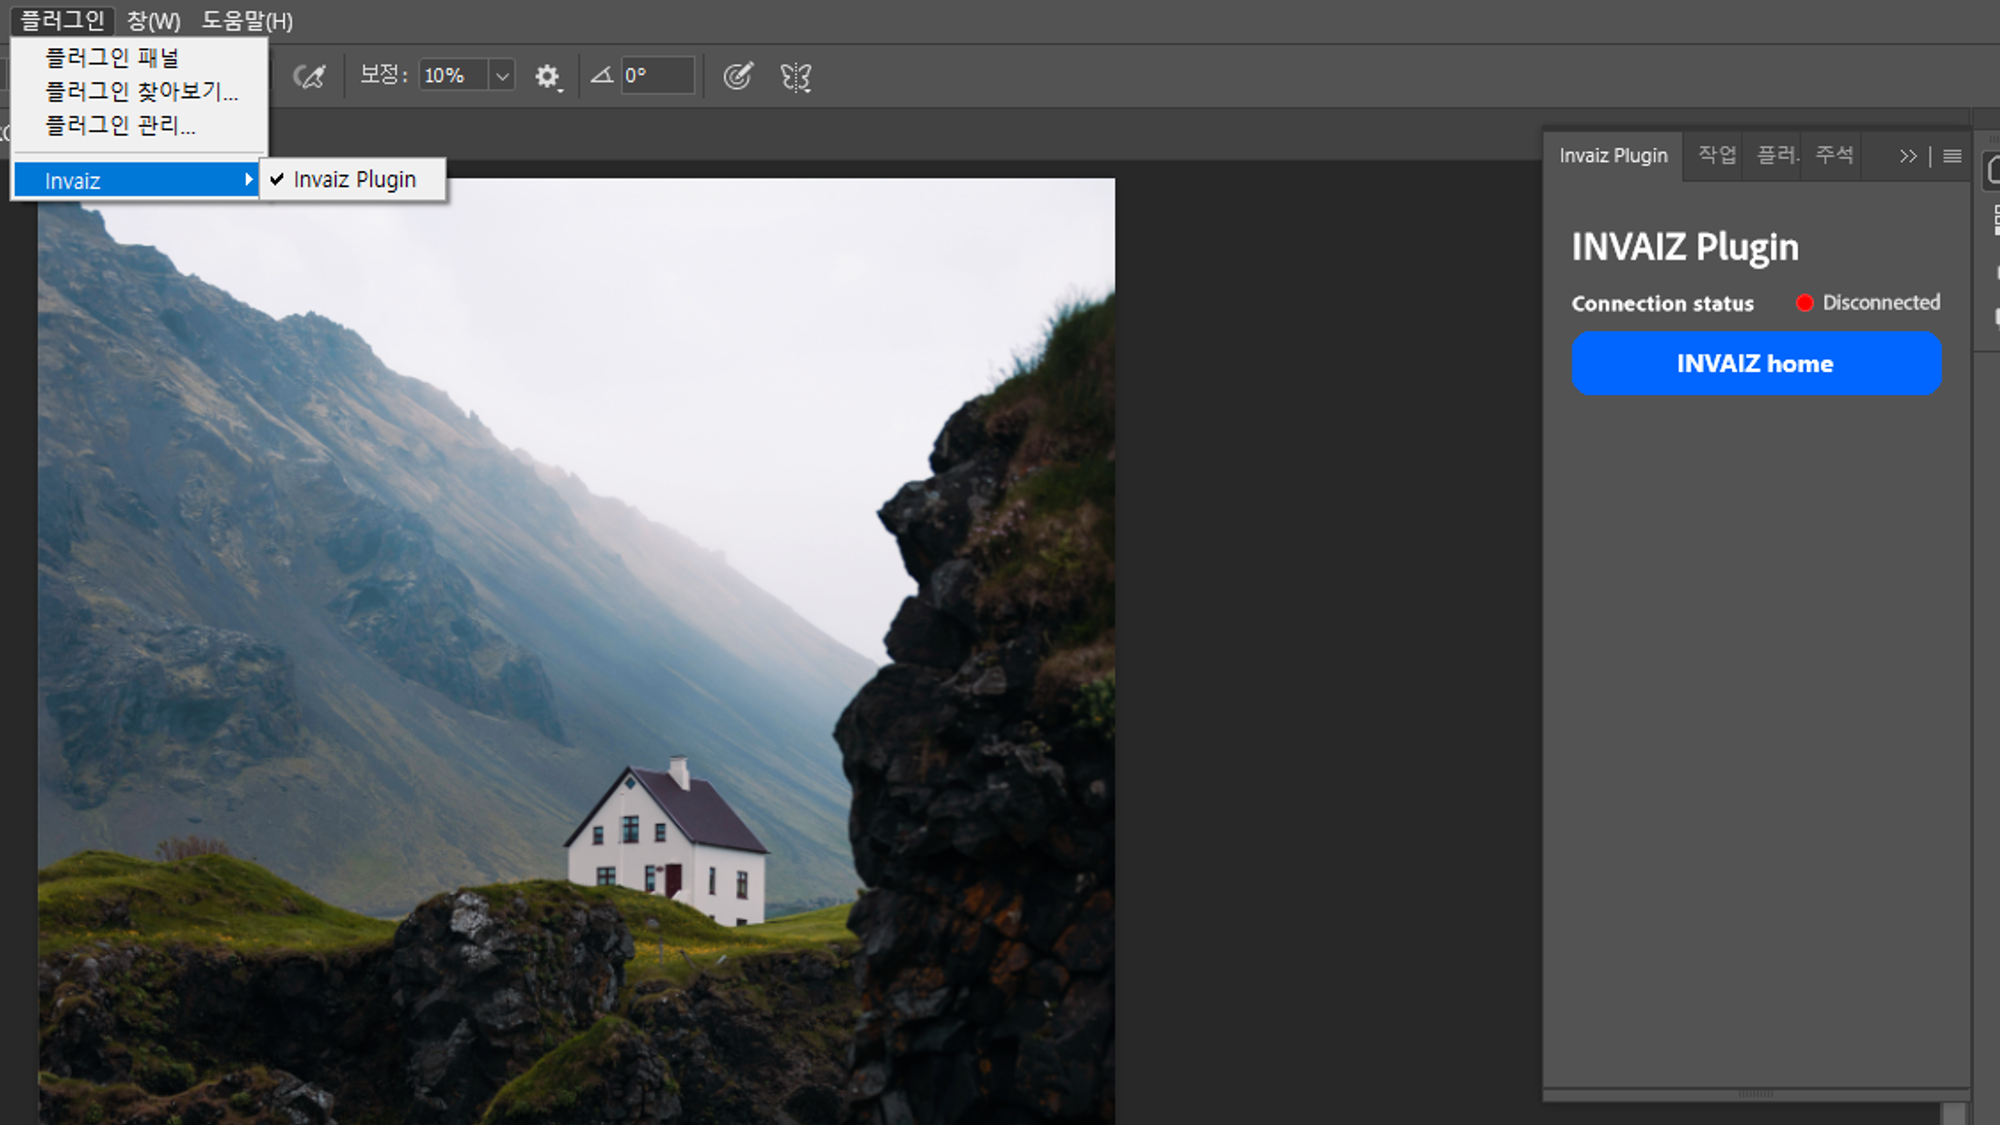 플러그인 창(W) 도움말(H)
플러그인 패널
플러그인 찾아보기...
플러그인 관리...
Invaiz
✓ Invaiz Plugin
보정: 10%
0°
Invaiz Plugin 작업 플러. 주석
INVAIZ Plugin
Connection status Disconnected
INVAIZ home